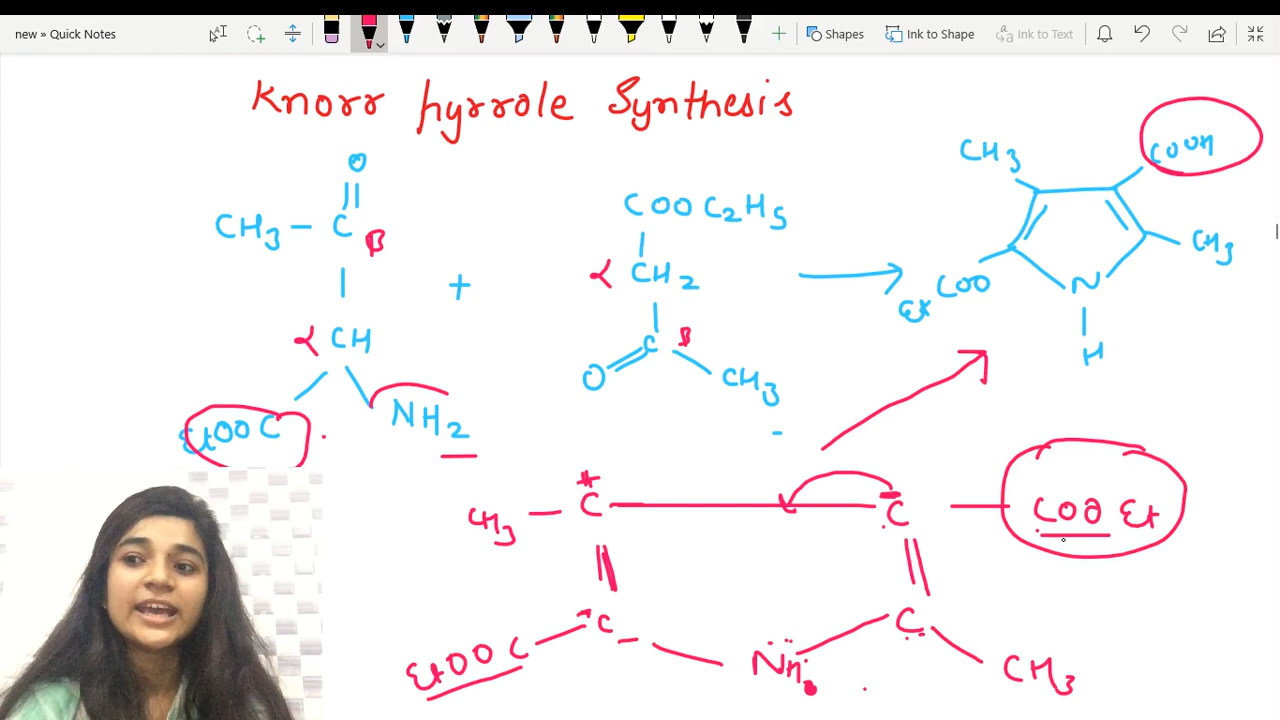 new » Quick Notes
Shapes
Ink to Shape
Ink to Text
Knorr Pyrrole Synthesis
O
CH3 - C β
α CH
EtOOC NH2
+
COOC2H5
α CH2
C β
O CH3
CH3 COOH
EtCOO CH3
N
H
CH3 - C C COOEt
EtOOC C C
NH CH3